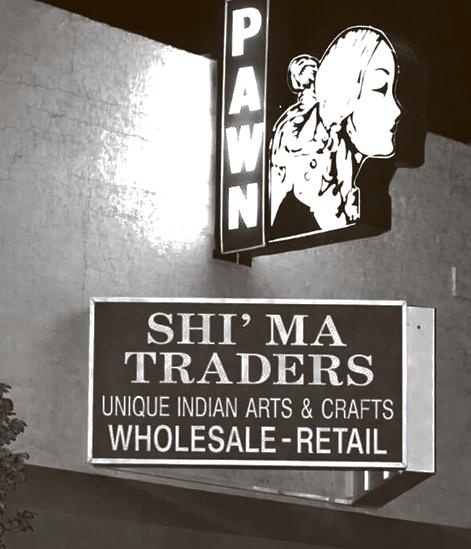 PAWN
SHI' MA
TRADERS
UNIQUE INDIAN ARTS & CRAFTS
WHOLESALE-RETAIL